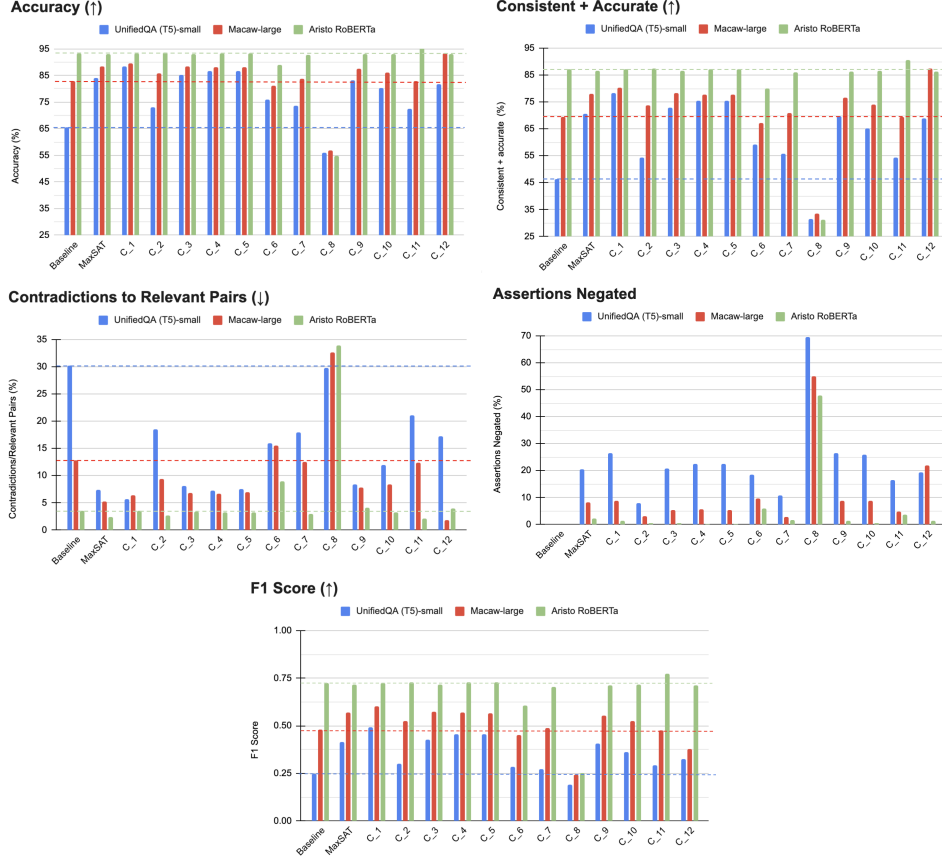 Accuracy (↑)
UnifiedQA (T5)-small Macaw-large Aristo RoBERTa
95
85
75
65
55
45
35
25
Accuracy (%)
Baseline MaxSAT C_1 C_2 C_3 C_4 C_5 C_6 C_7 C_8 C_9 C_10 C_11 C_12
Consistent + Accurate (↑)
UnifiedQA (T5)-small Macaw-large Aristo RoBERTa
95
85
75
65
55
45
35
25
Consistent + accurate (%)
Baseline MaxSAT C_1 C_2 C_3 C_4 C_5 C_6 C_7 C_8 C_9 C_10 C_11 C_12
Contradictions to Relevant Pairs (↓)
UnifiedQA (T5)-small Macaw-large Aristo RoBERTa
35
30
25
20
15
10
5
0
Contradictions/Relevant Pairs (%)
Baseline MaxSAT C_1 C_2 C_3 C_4 C_5 C_6 C_7 C_8 C_9 C_10 C_11 C_12
Assertions Negated
UnifiedQA (T5)-small Macaw-large Aristo RoBERTa
70
60
50
40
30
20
10
0
Assertions Negated (%)
Baseline MaxSAT C_1 C_2 C_3 C_4 C_5 C_6 C_7 C_8 C_9 C_10 C_11 C_12
F1 Score (↑)
UnifiedQA (T5)-small Macaw-large Aristo RoBERTa
1.00
0.75
0.50
0.25
0.00
F1 Score
Baseline MaxSAT C_1 C_2 C_3 C_4 C_5 C_6 C_7 C_8 C_9 C_10 C_11 C_12